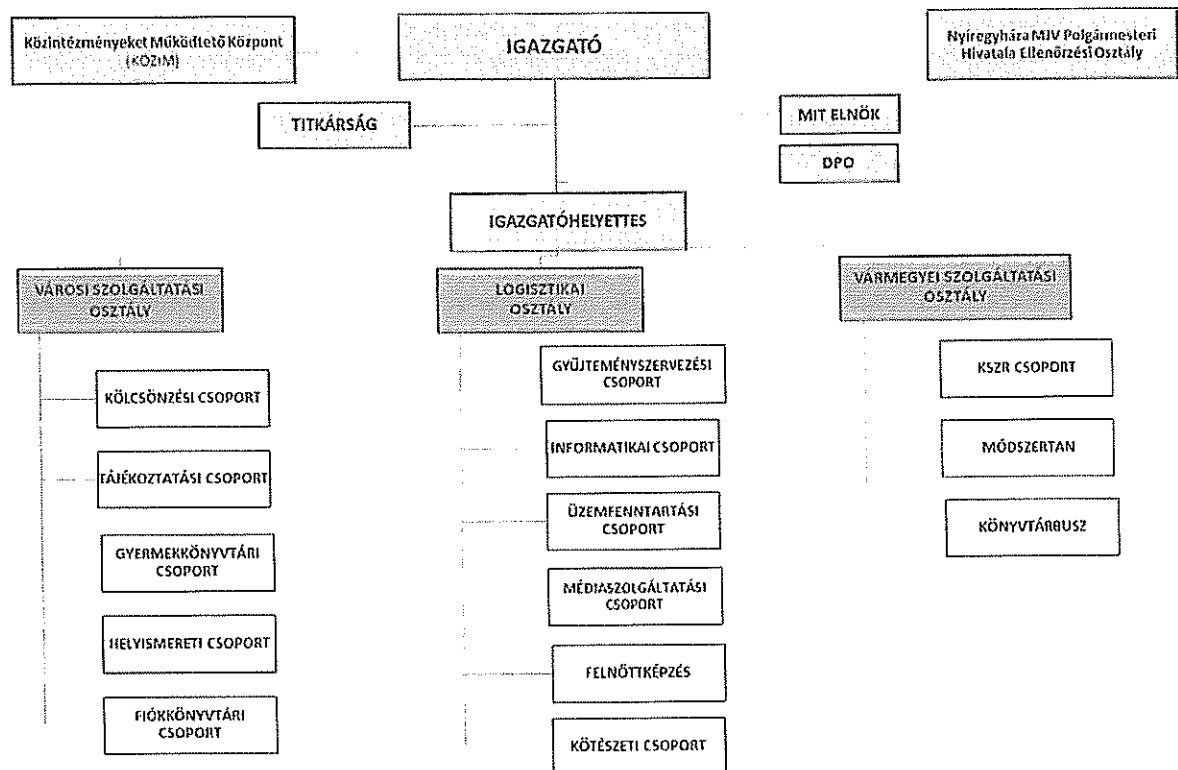 Közintézményeket Működtető Központ
(KÖZIM)
IGAZGATÓ
Nyíregyháza MJV Polgármesteri
Hivatala Ellenőrzési Osztály
TITKÁRSÁG
MIT ELNÖK
DPO
IGAZGATÓHELYETTES
VÁROSI SZOLGÁLTATÁSI
OSZTÁLY
LOGISZTIKAI
OSZTÁLY
VÁRMEGYEI SZOLGÁLTATÁSI
OSZTÁLY
KÖLCSÖNZÉSI CSOPORT
TÁJÉKOZTATÁSI CSOPORT
GYERMEKKÖNYVTÁRI
CSOPORT
HELYISMERETI CSOPORT
FIÓKKÖNYVTÁRI
CSOPORT
GYŰJTEMÉNYSZERVEZÉSI
CSOPORT
INFORMATIKAI CSOPORT
ÜZEMFENNTARTÁSI
CSOPORT
MÉDIASZOLGÁLTATÁSI
CSOPORT
FELNŐTTKÉPZÉS
KÖTÉSZETI CSOPORT
KSZR CSOPORT
MÓDSZERTAN
KÖNYVTÁRBUSZ